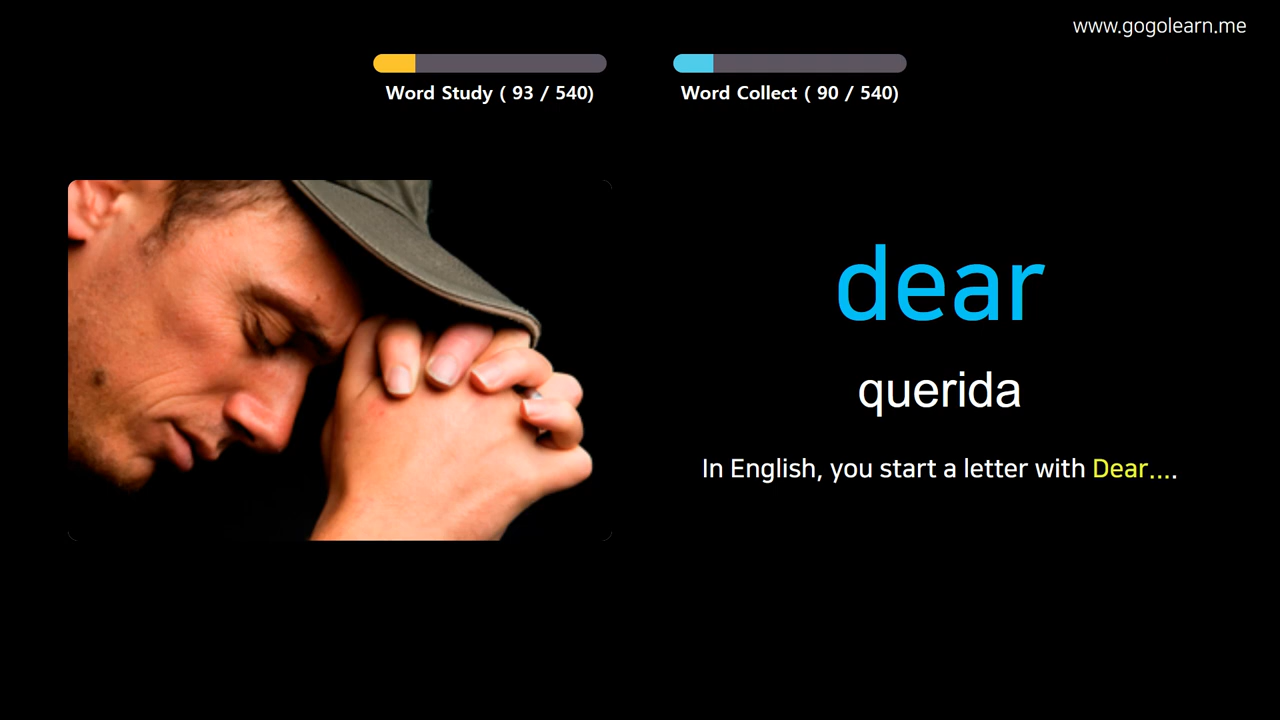 www.gogolearn.me
Word Study ( 93 / 540)
Word Collect ( 90 / 540)
dear
querida
In English, you start a letter with Dear....